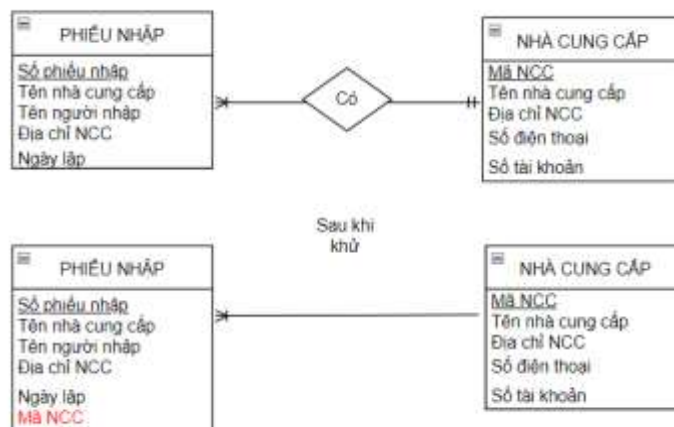 PHIẾU NHẬP
Số phiếu nhập
Tên nhà cung cấp
Tên người nhập
Địa chỉ NCC
Ngày lập
Có
NHÀ CUNG CẤP
Mã NCC
Tên nhà cung cấp
Địa chỉ NCC
Số điện thoại
Số tài khoản
Sau khi
khử
PHIẾU NHẬP
Số phiếu nhập
Tên nhà cung cấp
Tên người nhập
Địa chỉ NCC
Ngày lập
Mã NCC
NHÀ CUNG CẤP
Mã NCC
Tên nhà cung cấp
Địa chỉ NCC
Số điện thoại
Số tài khoản